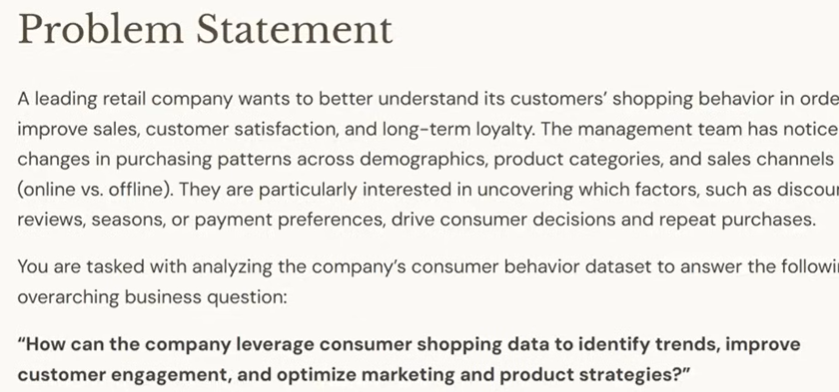 Problem Statement
A leading retail company wants to better understand its customers’ shopping behavior in
improve sales, customer satisfaction, and long-term loyalty. The management team has
changes in purchasing patterns across demographics, product categories, and sales channels
(online vs. offline). They are particularly interested in uncovering which factors, such as
reviews, seasons, or payment preferences, drive consumer decisions and repeat purchases.
You are tasked with analyzing the company’s consumer behavior dataset to answer the
overarching business question:
“How can the company leverage consumer shopping data to identify trends, improve
customer engagement, and optimize marketing and product strategies?”